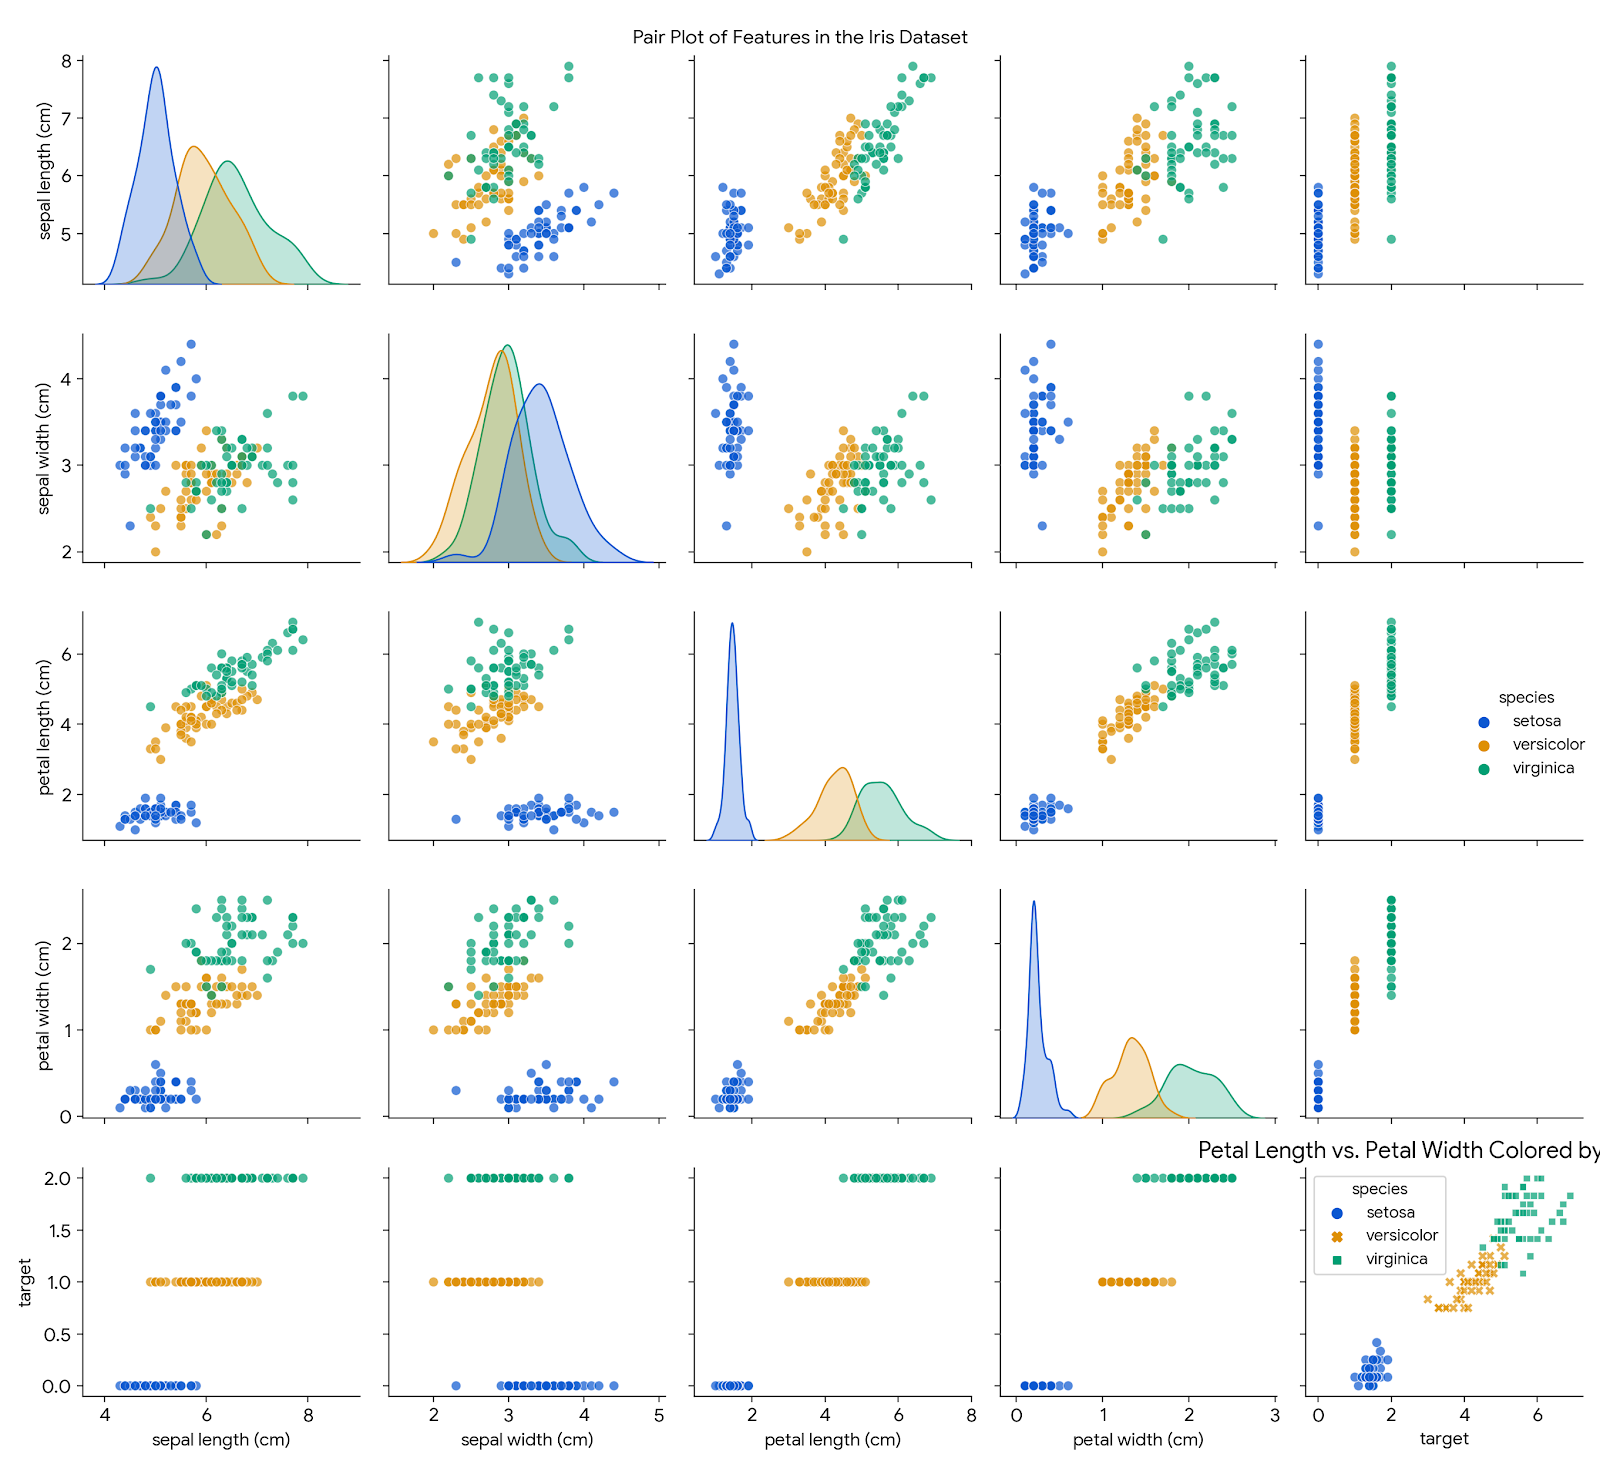 Pair Plot of Features in the Iris Dataset
sepal length (cm)
8
7
6
5
sepal width (cm)
4
3
2
petal length (cm)
6
4
2
species
setosa
versicolor
virginica
petal width (cm)
2
1
0
Petal Length vs. Petal Width Colored by
target
2.0
1.5
1.0
0.5
0.0
species
setosa
versicolor
virginica
4 6 8
2 3 4 5
2 4 6 8
0 1 2 3
0 2 4 6
sepal length (cm)
sepal width (cm)
petal length (cm)
petal width (cm)
target